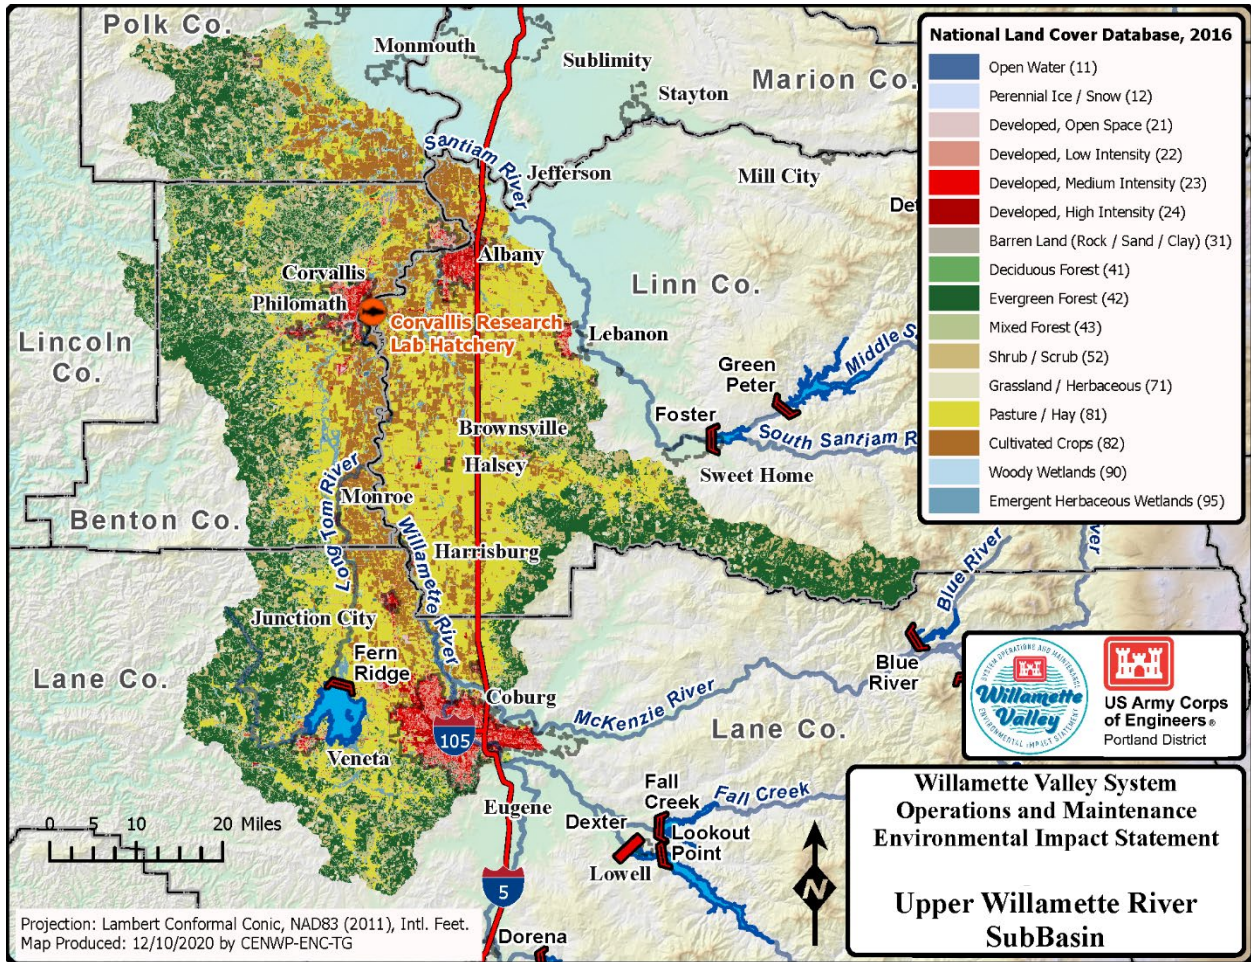 Polk Co.
Monmouth
Sublimity
Marion Co.
Stayton
Santiam River
Jefferson
Mill City
Det
Albany
Corvallis
Philomath
Linn Co.
Corvallis Research
Lab Hatchery
Lebanon
Lincoln
Co.
Green
Peter
Middle S
Foster
South Santiam R
Brownsville
Halsey
Sweet Home
Long Tom River
Monroe
Benton Co.
Willamette River
Harrisburg
Blue River
River
Junction City
Fern
Ridge
Blue
River
Lane Co.
Coburg
McKenzie River
Lane Co.
105
Veneta
Fall
Creek
Fall Creek
Eugene
Dexter
Lookout
Point
Lowell
0 5 10 20 Miles
5
N
Dorena
Projection: Lambert Conformal Conic, NAD83 (2011), Intl. Feet.
Map Produced: 12/10/2020 by CENWP-ENC-TG
National Land Cover Database, 2016
Open Water (11)
Perennial Ice / Snow (12)
Developed, Open Space (21)
Developed, Low Intensity (22)
Developed, Medium Intensity (23)
Developed, High Intensity (24)
Barren Land (Rock / Sand / Clay) (31)
Deciduous Forest (41)
Evergreen Forest (42)
Mixed Forest (43)
Shrub / Scrub (52)
Grassland / Herbaceous (71)
Pasture / Hay (81)
Cultivated Crops (82)
Woody Wetlands (90)
Emergent Herbaceous Wetlands (95)
SYSTEM OPERATIONS AND MAINTENANCE
Willamette
Valley
ENVIRONMENTAL IMPACT STATEMENT
US Army Corps
of Engineers®
Portland District
Willamette Valley System
Operations and Maintenance
Environmental Impact Statement
Upper Willamette River
SubBasin